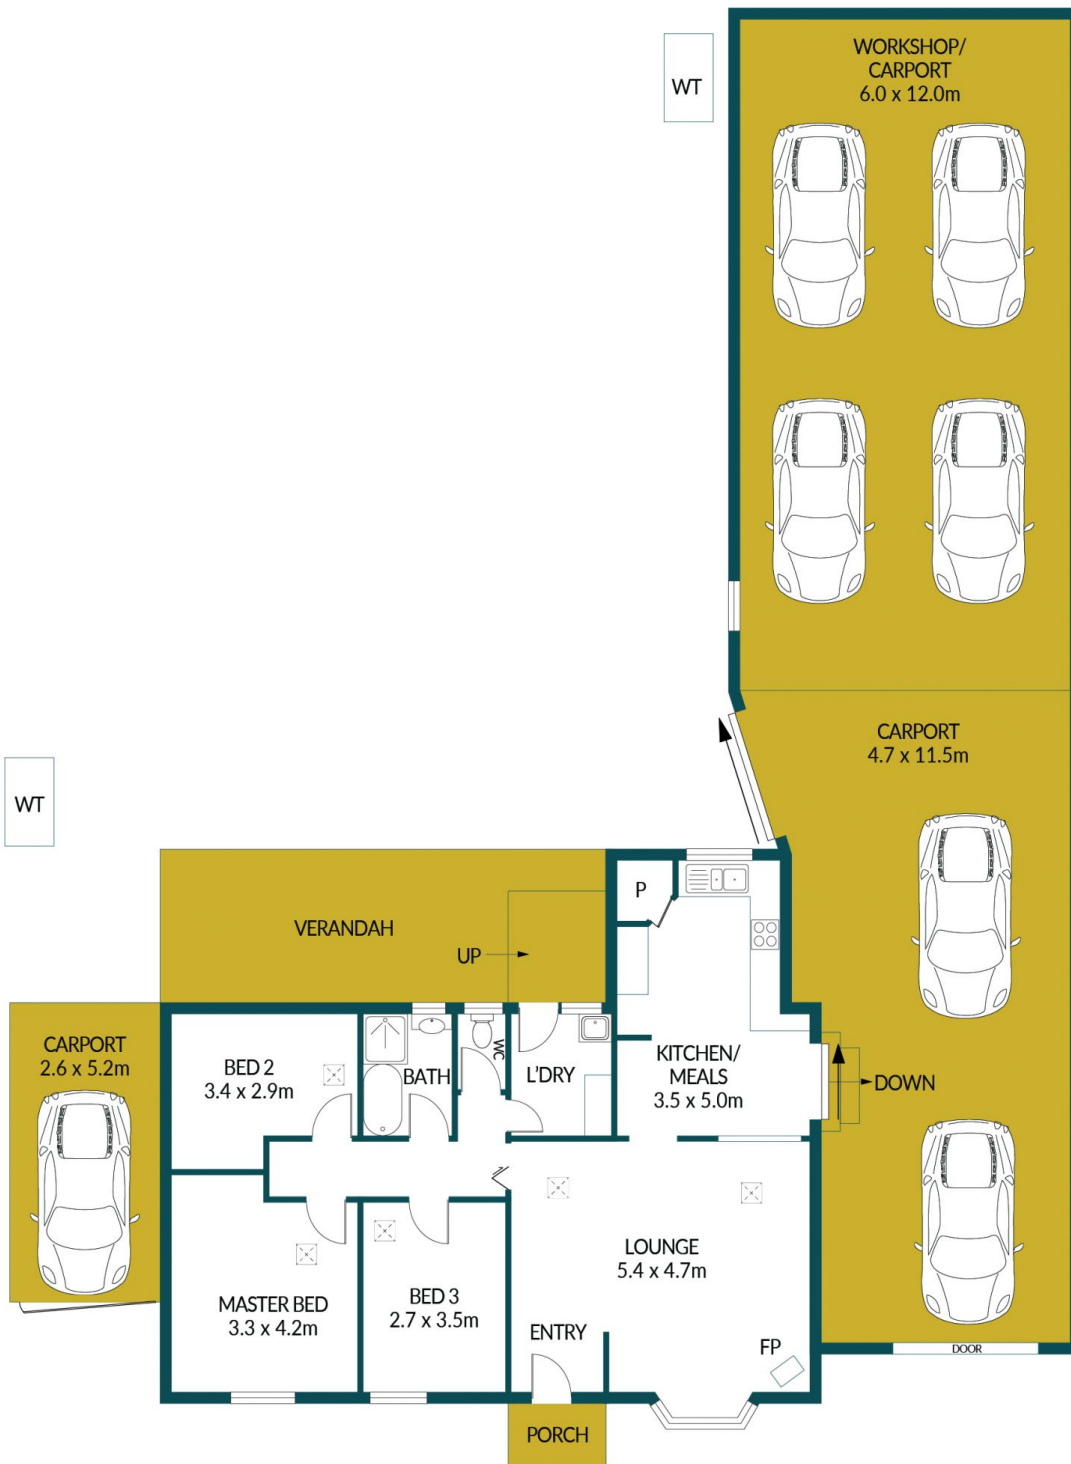 WORKSHOP/
CARPORT
6.0 x 12.0m
WT
CARPORT
4.7 x 11.5m
WT
P
VERANDAH
UP
CARPORT
2.6 x 5.2m
BED 2
3.4 x 2.9m
BATH
WC
L'DRY
KITCHEN/
MEALS
3.5 x 5.0m
DOWN
LOUNGE
5.4 x 4.7m
MASTER BED
3.3 x 4.2m
BED 3
2.7 x 3.5m
ENTRY
FP
DOOR
PORCH